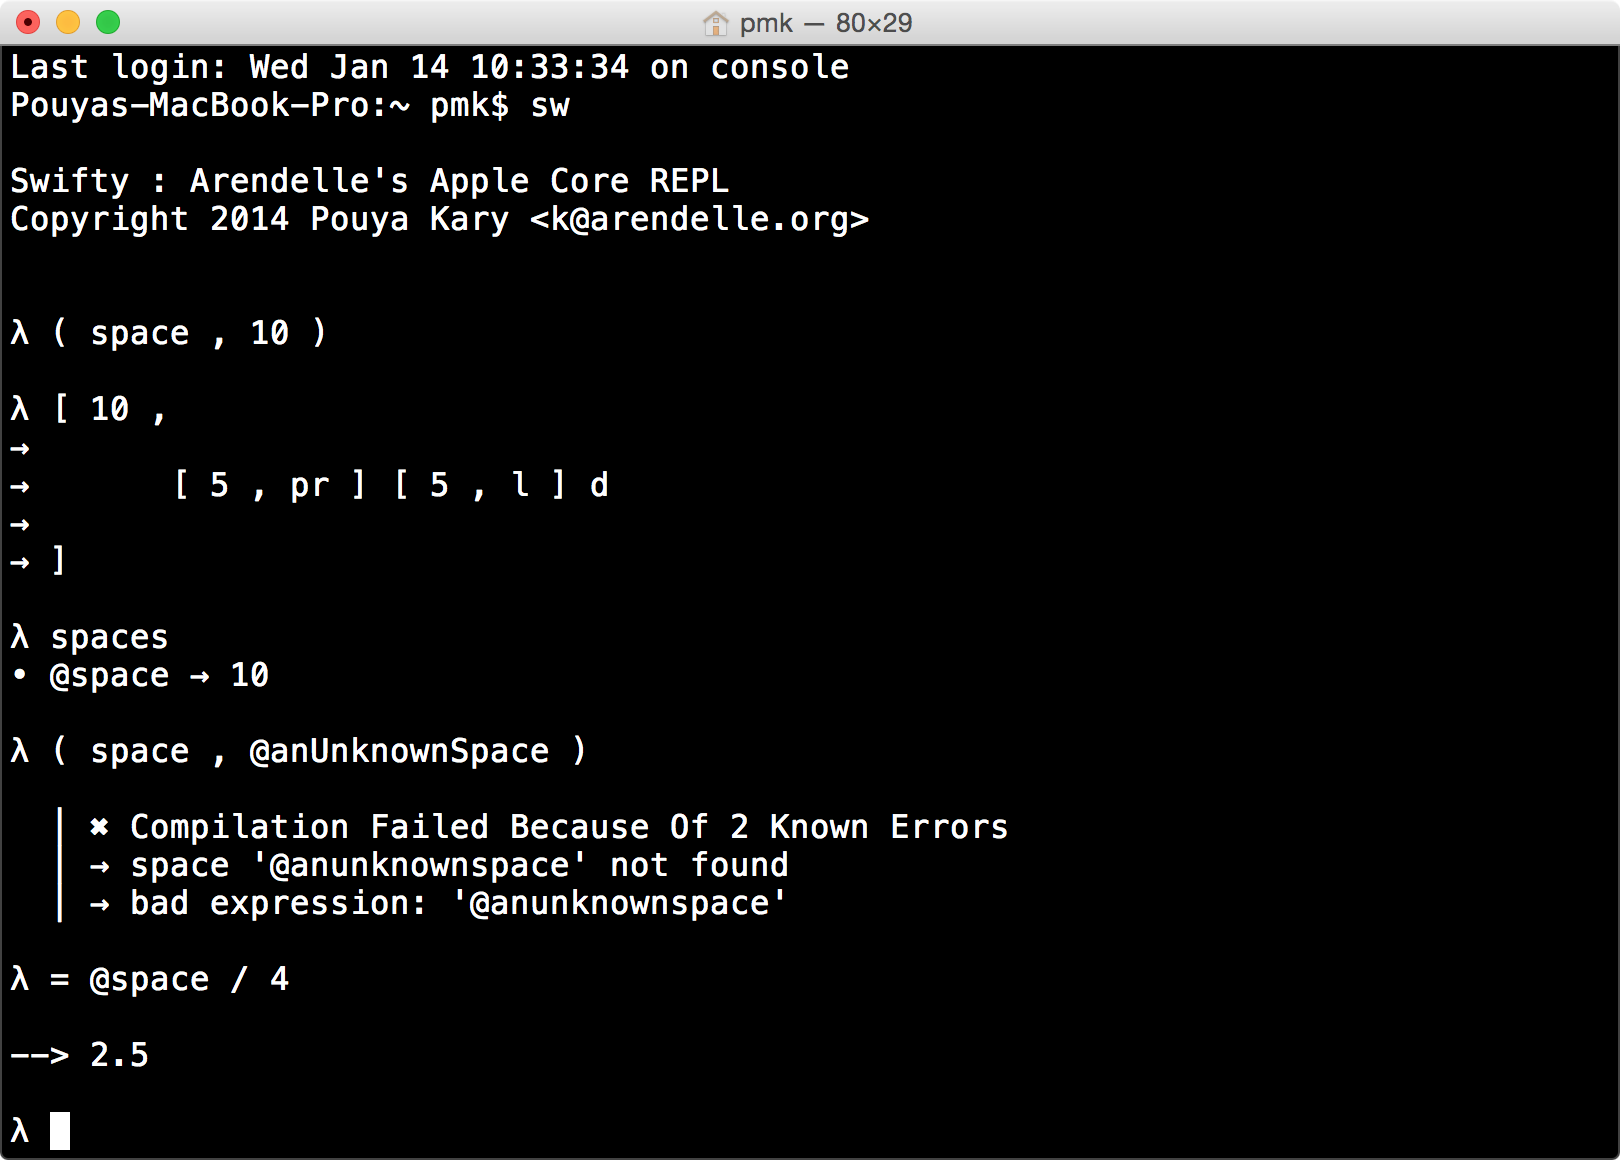 pmk — 80×29
Last login: Wed Jan 14 10:33:34 on console
Pouyas-MacBook-Pro:~ pmk$ sw
Swifty : Arendelle's Apple Core REPL
Copyright 2014 Pouya Kary <k@arendelle.org>
λ ( space , 10 )
λ [ 10 ,
→
→ [ 5 , pr ] [ 5 , l ] d
→
→ ]
λ spaces
• @space → 10
λ ( space , @anUnknownSpace )
✖ Compilation Failed Because Of 2 Known Errors
→ space '@anunknownspace' not found
→ bad expression: '@anunknownspace'
λ = @space / 4
--> 2.5
λ